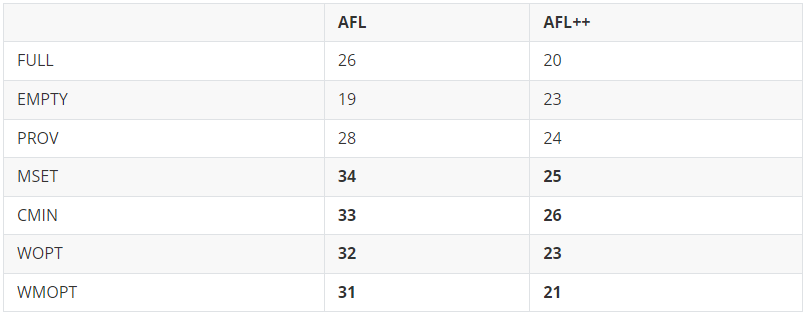 AFL AFL++
FULL 26 20
EMPTY 19 23
PROV 28 24
MSET 34 25
CMIN 33 26
WOPT 32 23
WMOPT 31 21